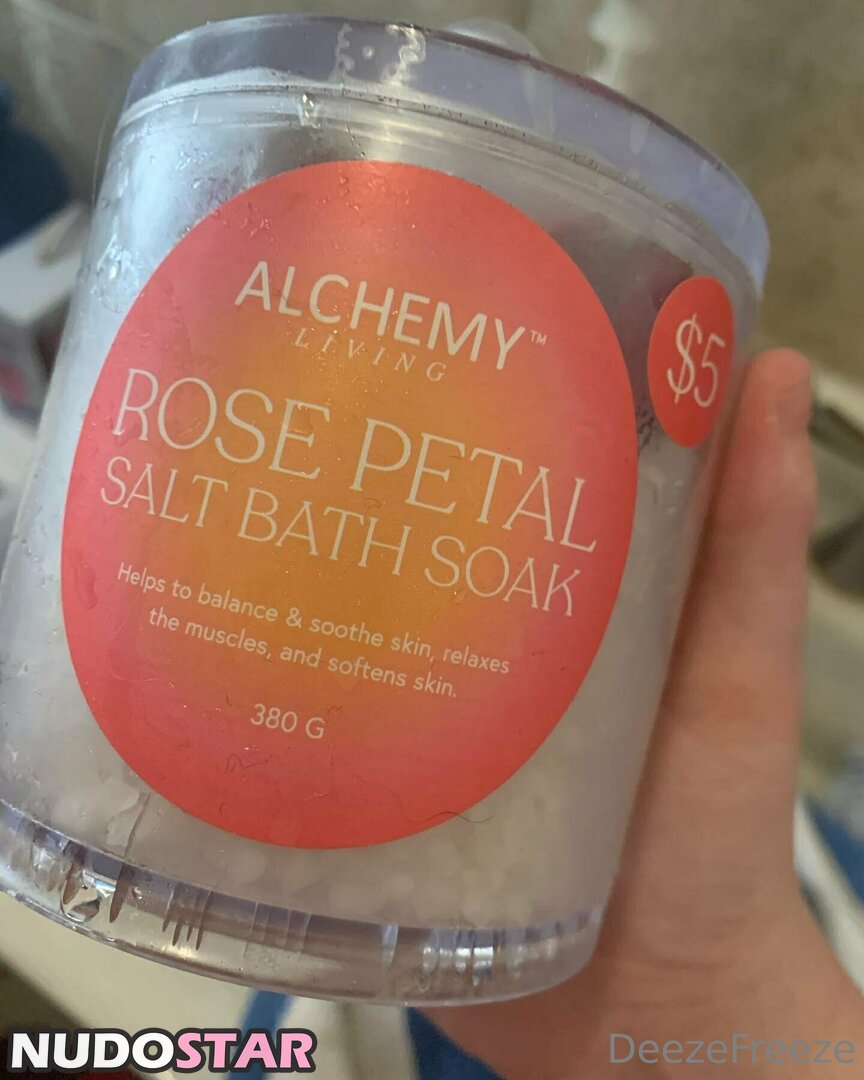 ALCHEMY™
LIVING
$5
ROSE PETAL
SALT BATH SOAK
Helps to balance & soothe skin, relaxes
the muscles, and softens skin.
380 G
NUDOSTAR
DeezeFreeze